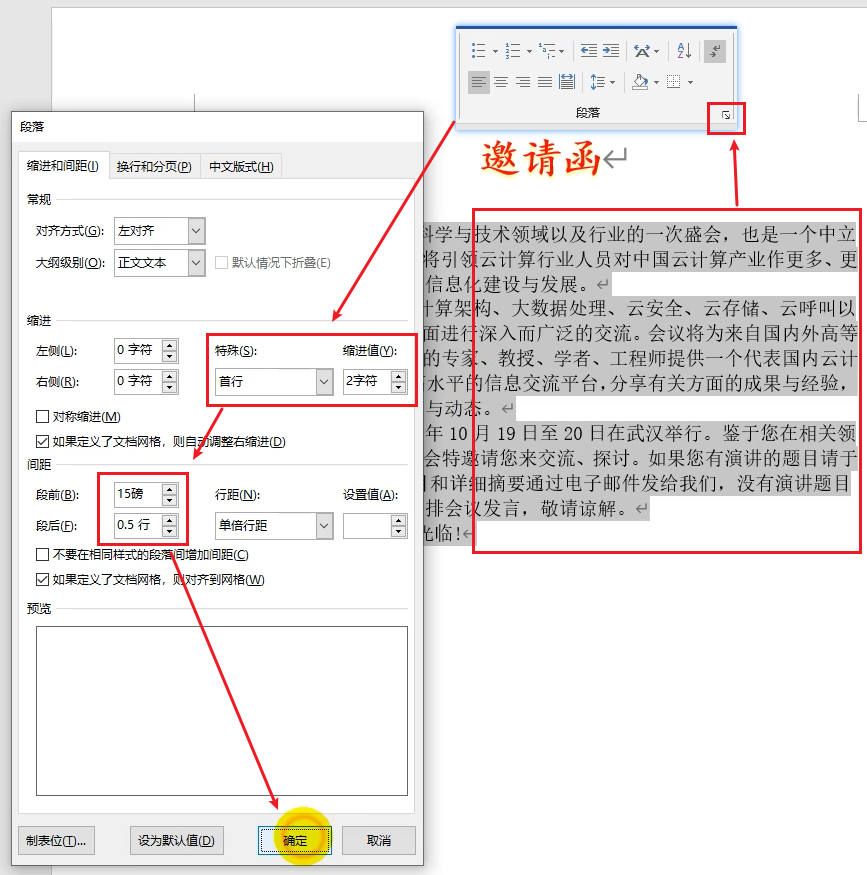 段落
邀请函
段落
缩进和间距(I) 换行和分页(P) 中文版式(H)
常规
对齐方式(G): 左对齐
大纲级别(O): 正文文本 默认情况下折叠(E)
缩进
左侧(L): 0 字符 特殊(S): 缩进值(Y):
右侧(R): 0 字符 首行 2字符
对称缩进(M)
如果定义了文档网格，则自动调整右缩进(D)
间距
段前(B): 15磅 行距(N): 设置值(A):
段后(F): 0.5 行 单倍行距
不要在相同样式的段落间增加间距(C)
如果定义了文档网格，则对齐到网格(W)
预览
制表位(T)... 设为默认值(D) 确定 取消
科学与技术领域以及行业的一次盛会，也是一个中立
将引领云计算行业人员对中国云计算产业作更多、更
信息化建设与发展。
计算架构、大数据处理、云安全、云存储、云呼叫以
面进行深入而广泛的交流。会议将为来自国内外高等
的专家、教授、学者、工程师提供一个代表国内云计
水平的信息交流平台，分享有关方面的成果与经验，
与动态。
年 10 月 19 日至 20 日在武汉举行。鉴于您在相关领
会特邀请您来交流、探讨。如果您有演讲的题目请于
和详细摘要通过电子邮件发给我们，没有演讲题目
排会议发言，敬请谅解。
光临！